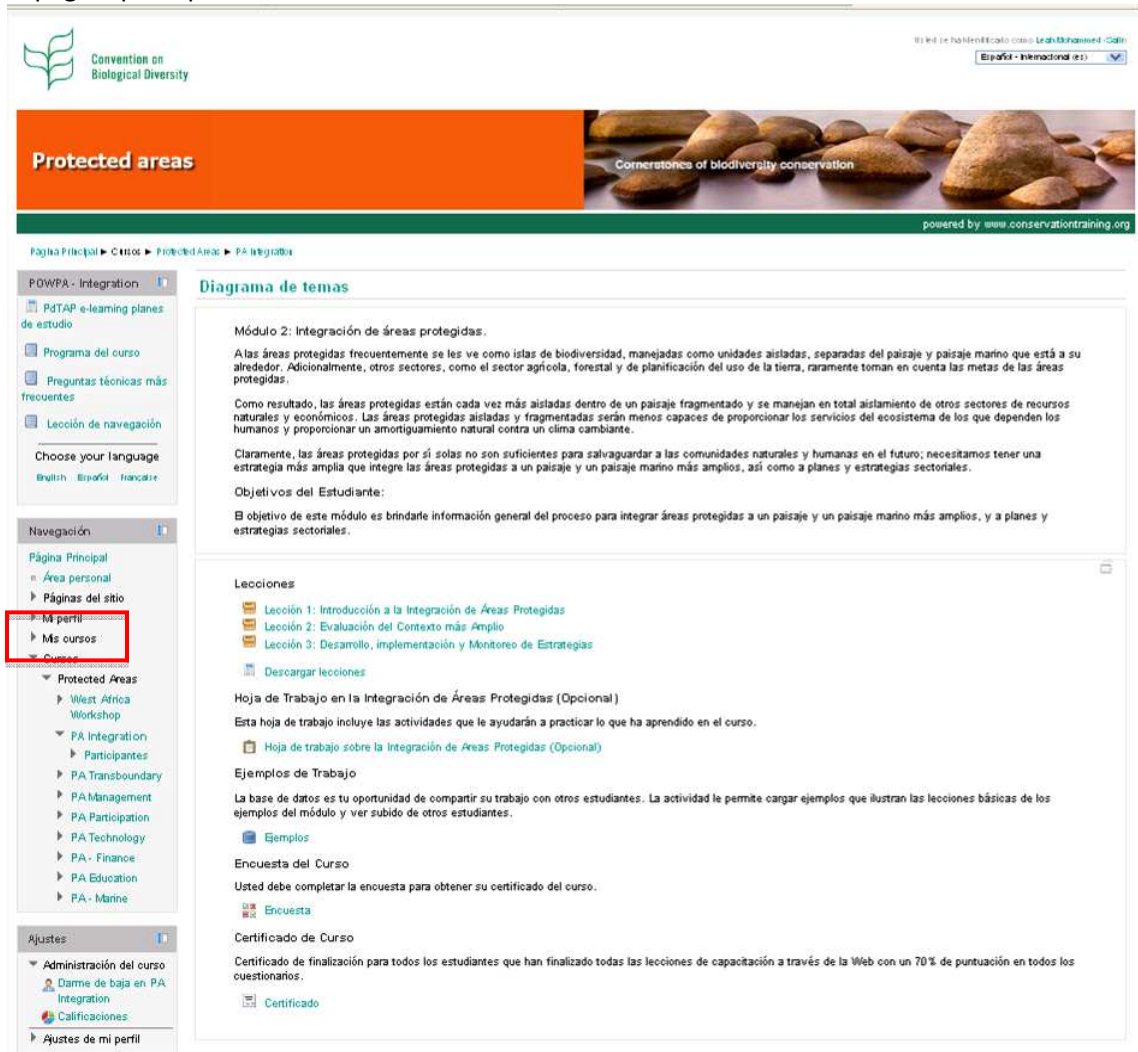 Convention on
Biological Diversity
Usted se ha identificado como Leah Mohammed -
Español - Internacional (es)
Protected areas
Cornerstones of biodiversity conservation
powered by www.conservationtraining.org
Página Principal ► Cursos ► Protected Areas ► PA Integration
POWPA - Integration
PdTAP e-learning planes
de estudio
Programa del curso
Preguntas técnicas más
frecuentes
Lección de navegación
Choose your language
English Español Française
Navegación
Página Principal
Área personal
Páginas del sitio
Mi perfil
Mis cursos
Cursos
Protected Areas
West Africa
Workshop
PA Integration
Participantes
PA Transboundary
PA Management
PA Participation
PA Technology
PA - Finance
PA Education
PA - Marine
Ajustes
Administración del curso
Darme de baja en PA
Integration
Calificaciones
Ajustes de mi perfil
Diagrama de temas
Módulo 2: Integración de áreas protegidas.
A las áreas protegidas frecuentemente se les ve como islas de biodiversidad, manejadas como unidades aisladas, separadas del paisaje y paisaje marino que está a su
alrededor. Adicionalmente, otros sectores, como el sector agrícola, forestal y de planificación del uso de la tierra, raramente toman en cuenta las metas de las áreas
protegidas.
Como resultado, las áreas protegidas están cada vez más aisladas dentro de un paisaje fragmentado y se manejan en total aislamiento de otros sectores de recursos
naturales y económicos. Las áreas protegidas aisladas y fragmentadas serán menos capaces de proporcionar los servicios del ecosistema de los que dependen los
humanos y proporcionar un amortiguamiento natural contra un clima cambiante.
Claramente, las áreas protegidas por sí solas no son suficientes para salvaguardar a las comunidades naturales y humanas en el futuro; necesitamos tener una
estrategia más amplia que integre las áreas protegidas a un paisaje y un paisaje marino más amplios, así como a planes y estrategias sectoriales.
Objetivos del Estudiante:
El objetivo de este módulo es brindarle información general del proceso para integrar áreas protegidas a un paisaje y un paisaje marino más amplios, y a planes y
estrategias sectoriales.
Lecciones
Lección 1: Introducción a la Integración de Áreas Protegidas
Lección 2: Evaluación del Contexto más Amplio
Lección 3: Desarrollo, implementación y Monitoreo de Estrategias
Descargar lecciones
Hoja de Trabajo en la Integración de Áreas Protegidas (Opcional)
Esta hoja de trabajo incluye las actividades que le ayudarán a practicar lo que ha aprendido en el curso.
Hoja de trabajo sobre la Integración de Areas Protegidas (Opcional)
Ejemplos de Trabajo
La base de datos es tu oportunidad de compartir su trabajo con otros estudiantes. La actividad le permite cargar ejemplos que ilustran las lecciones básicas de los
ejemplos del módulo y ver subido de otros estudiantes.
Ejemplos
Encuesta del Curso
Usted debe completar la encuesta para obtener su certificado del curso.
Encuesta
Certificado de Curso
Certificado de finalización para todos los estudiantes que han finalizado todas las lecciones de capacitación a través de la Web con un 70% de puntuación en todos los
cuestionarios.
Certificado